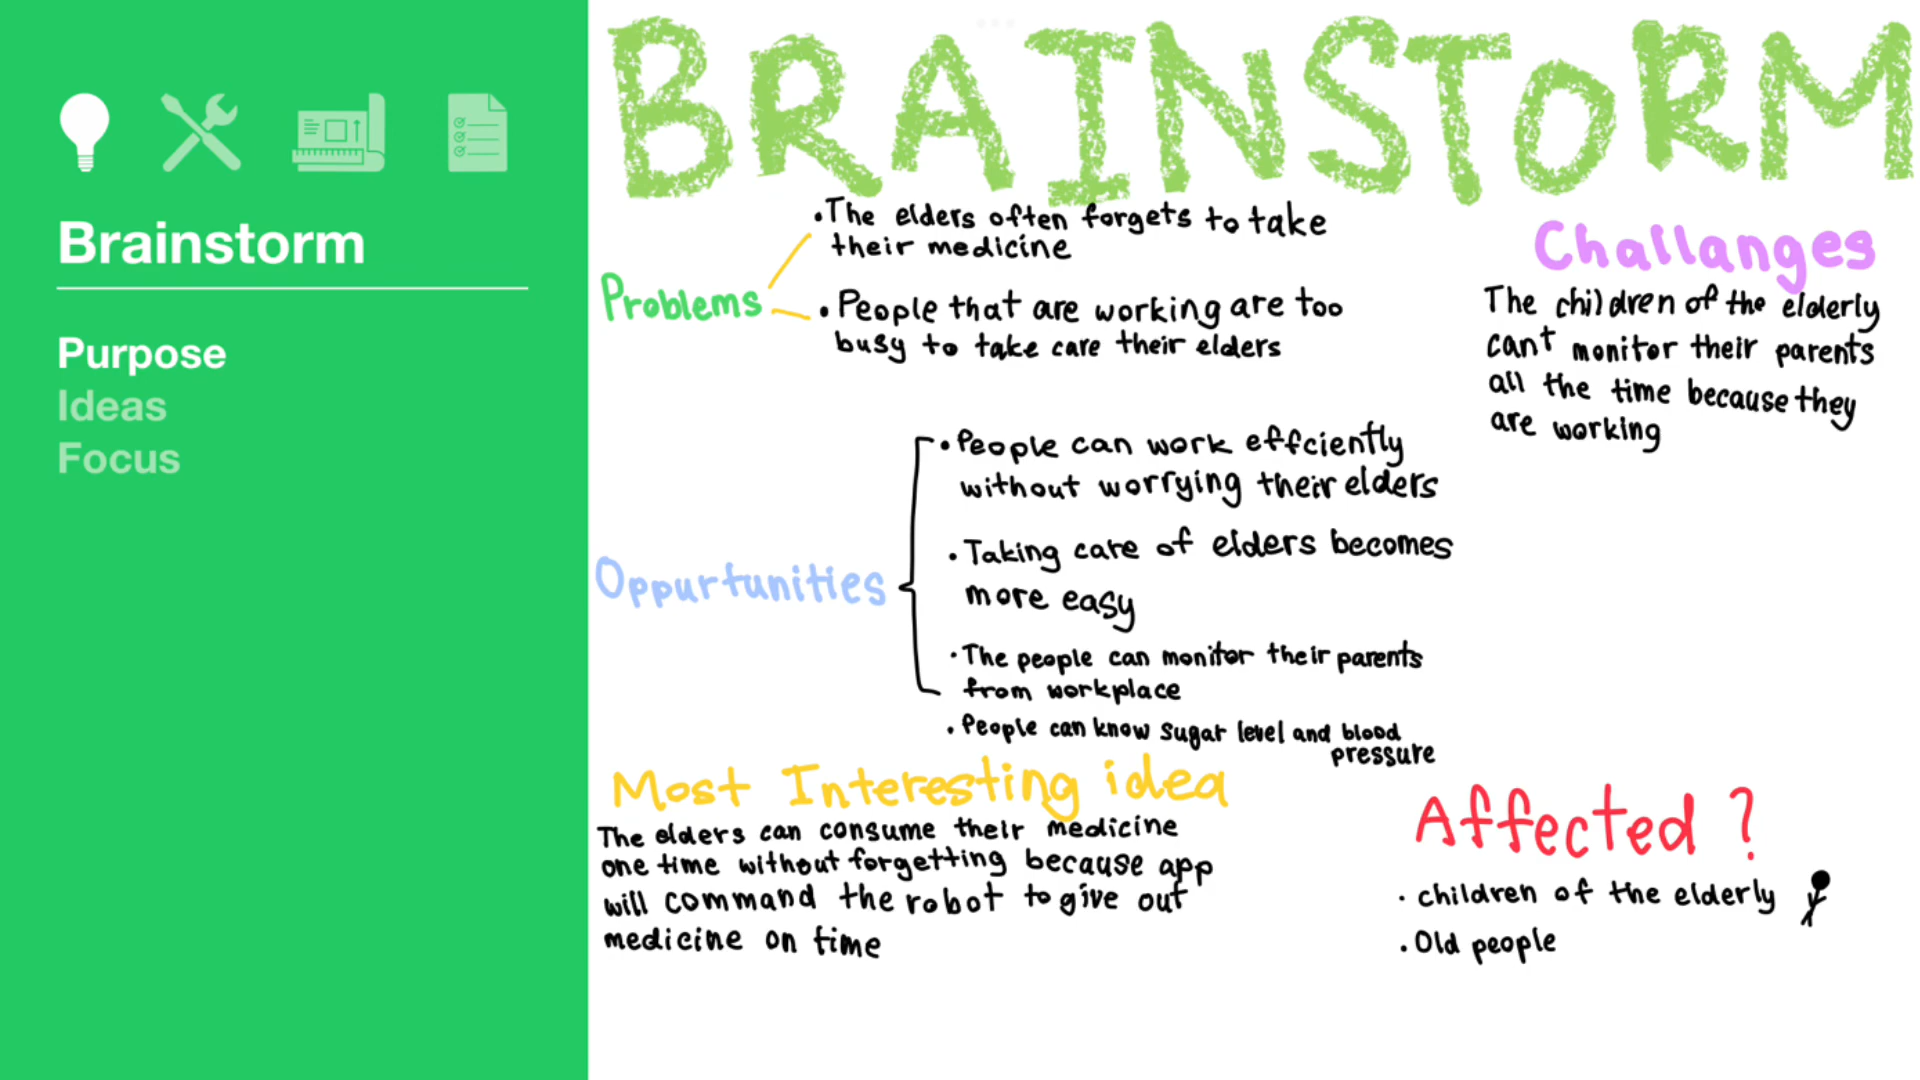 Brainstorm
Purpose
Ideas
Focus
BRAINSTORM
Problems
•The elders often forgets to take
their medicine
• People that are working are too
busy to take care their elders
Challanges
The children of the elderly
can't monitor their parents
all the time because they
are working
Oppurtunities
• People can work effciently
without worrying their elders
• Taking care of elders becomes
more easy
• The people can monitor their parents
from workplace
• People can know sugar level and blood
pressure
Most Interesting idea
The elders can consume their medicine
one time without forgetting because app
will command the robot to give out
medicine on time
Affected ?
• children of the elderly
• Old people